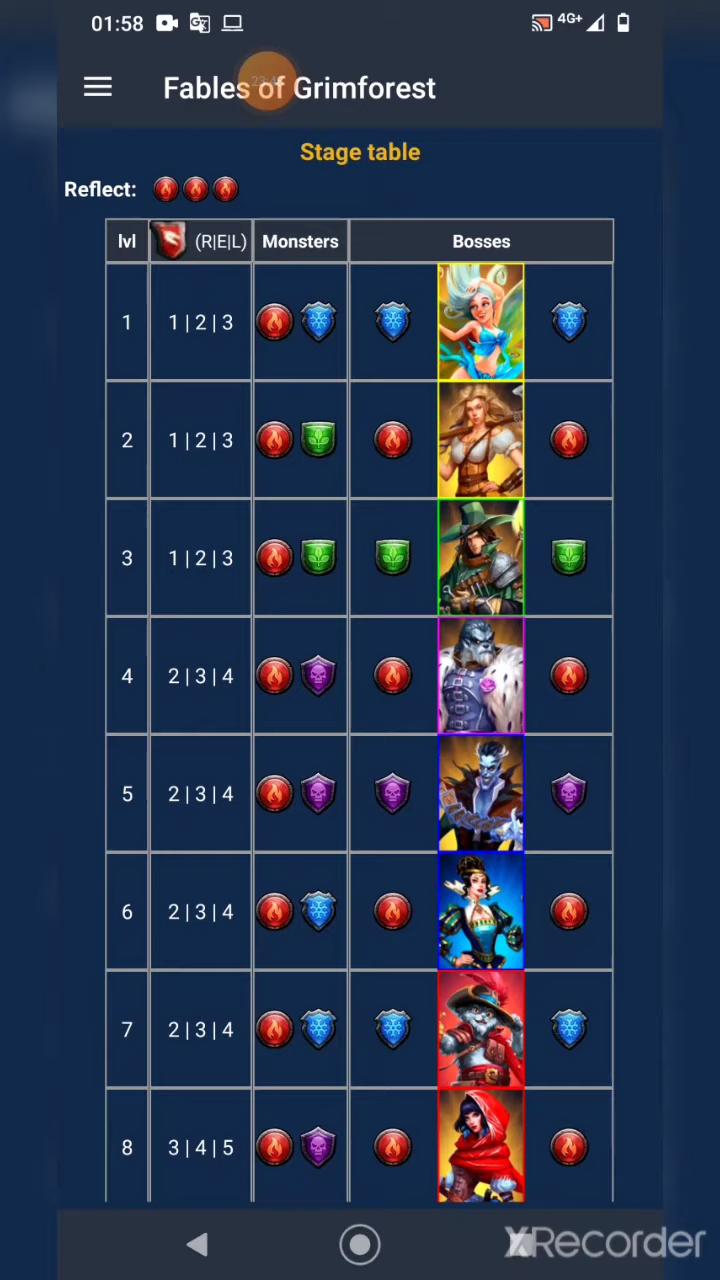 01:58
4G+
Fables of Grimforest
Stage table
Reflect:
lvl (R|E|L) Monsters Bosses
1 1 | 2 | 3
2 1 | 2 | 3
3 1 | 2 | 3
4 2 | 3 | 4
5 2 | 3 | 4
6 2 | 3 | 4
7 2 | 3 | 4
8 3 | 4 | 5
XRecorder